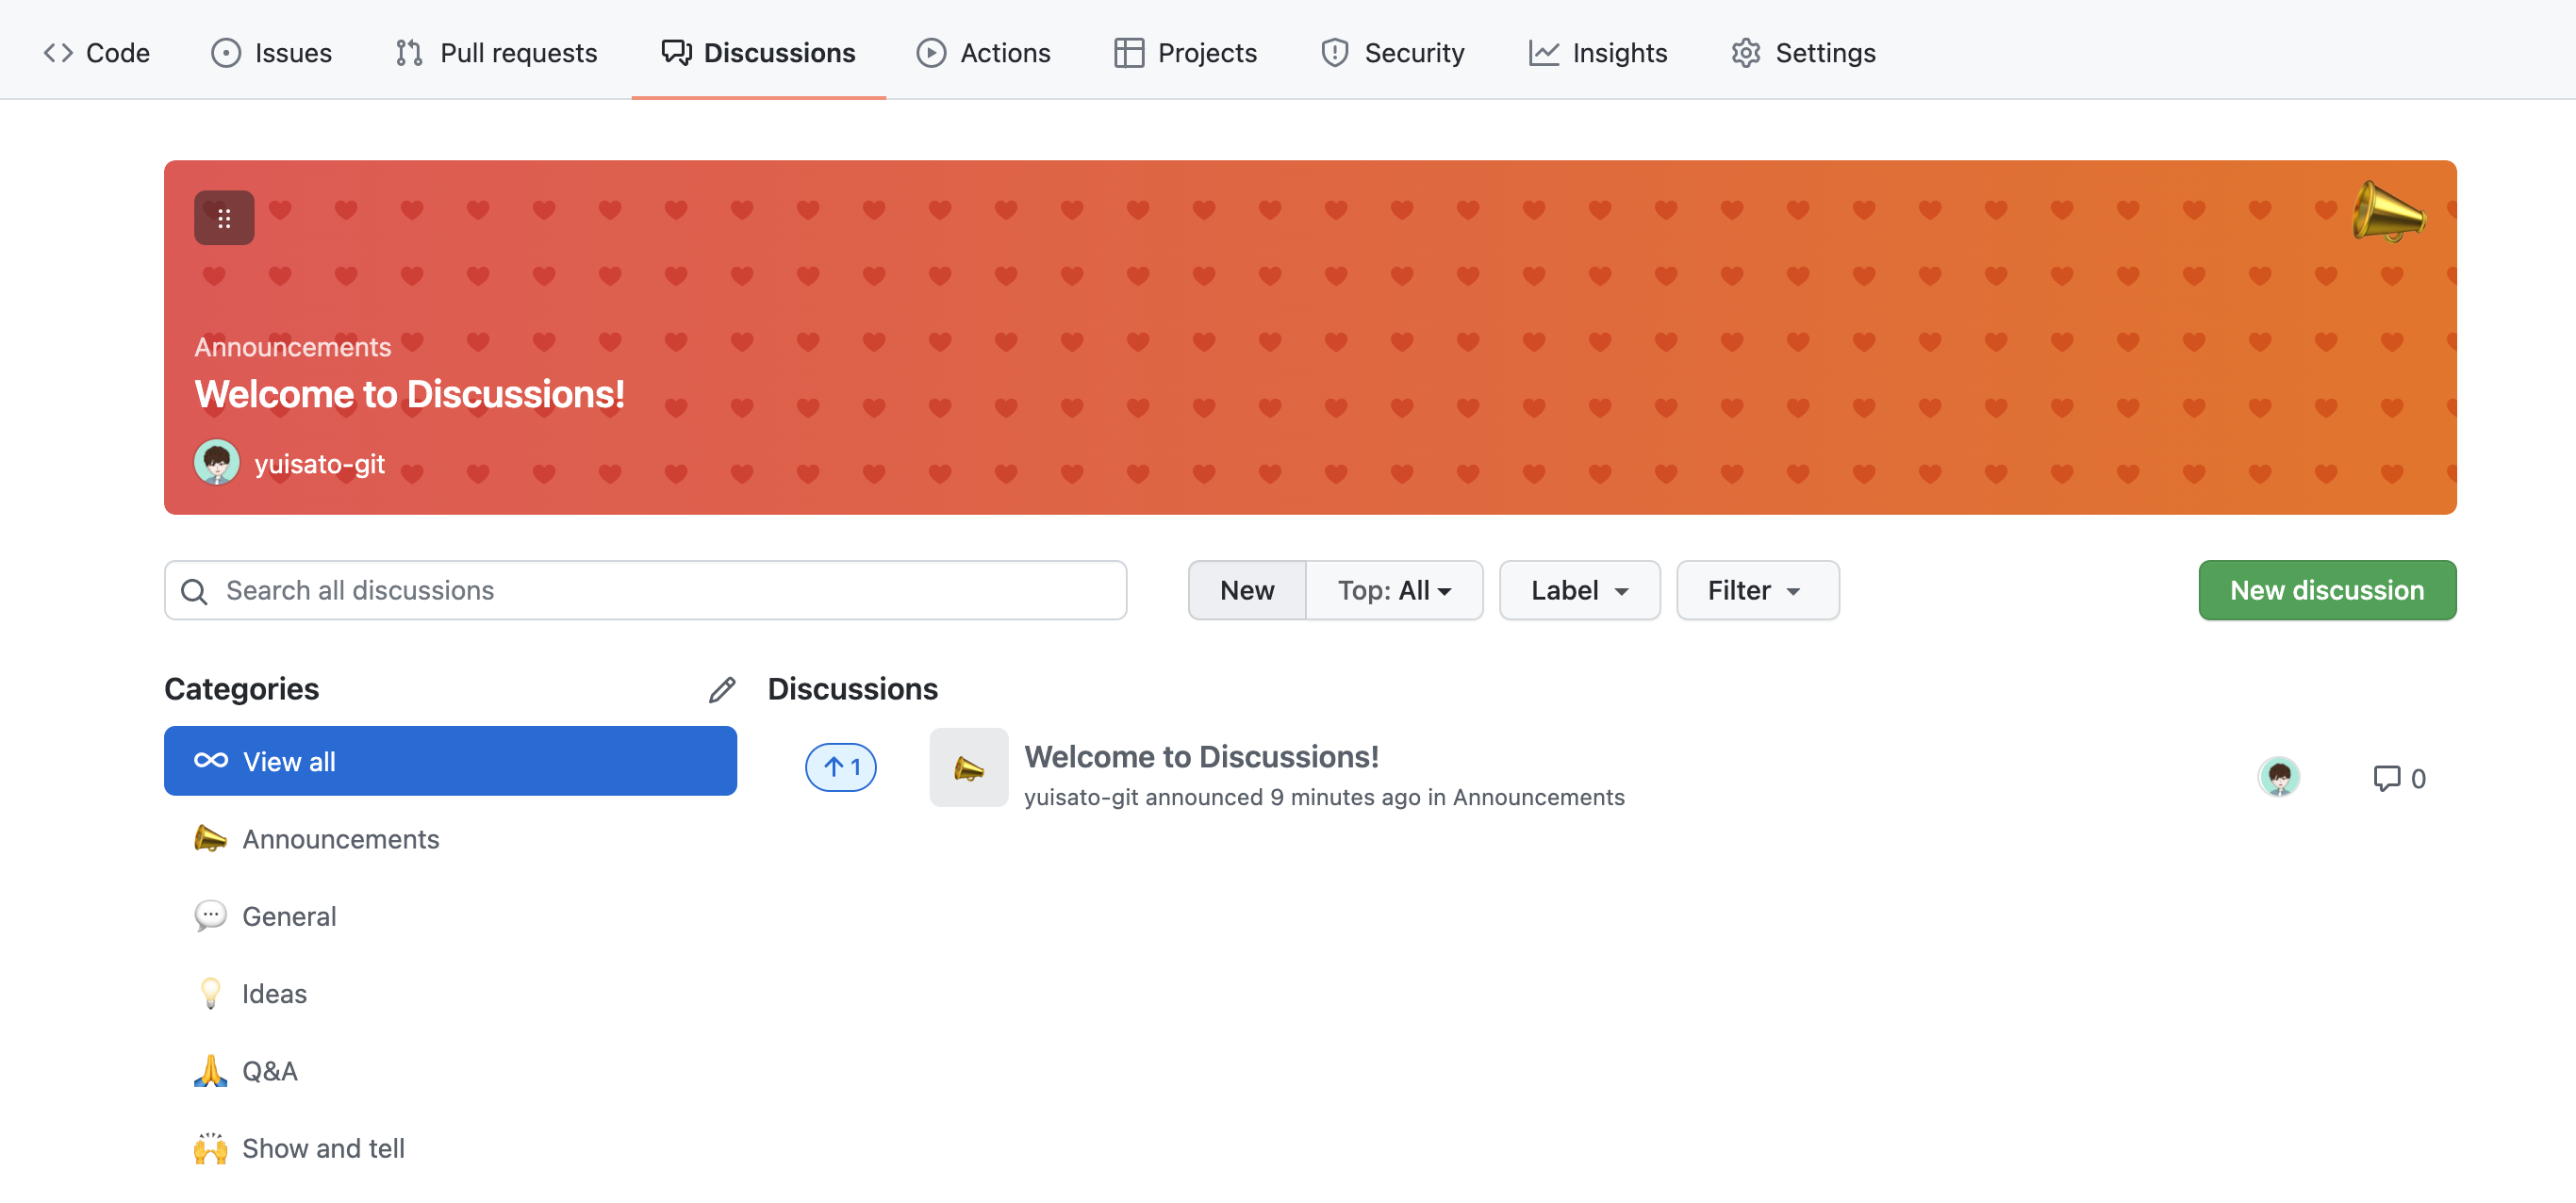 Code Issues Pull requests Discussions Actions Projects Security Insights Settings
Announcements
Welcome to Discussions!
yuisato-git
Search all discussions New Top: All Label Filter New discussion
Categories Discussions
View all
↑ 1
Welcome to Discussions!
yuisato-git announced 9 minutes ago in Announcements
0
Announcements
General
Ideas
Q&A
Show and tell